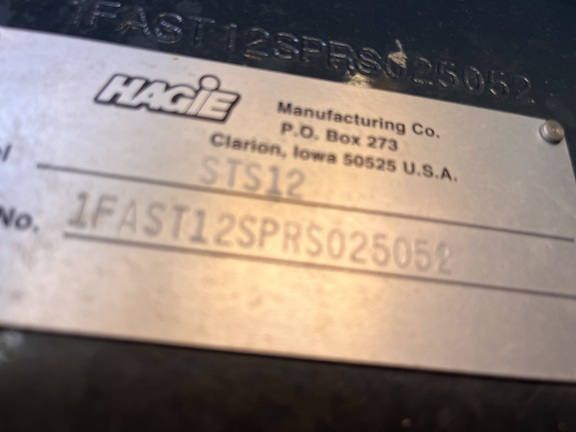 1FAST12SPRS025052
HAGIE
Manufacturing Co.
P.O. Box 273
Clarion, Iowa 50525 U.S.A.
STS12
No. 1FAST12SPRS025052